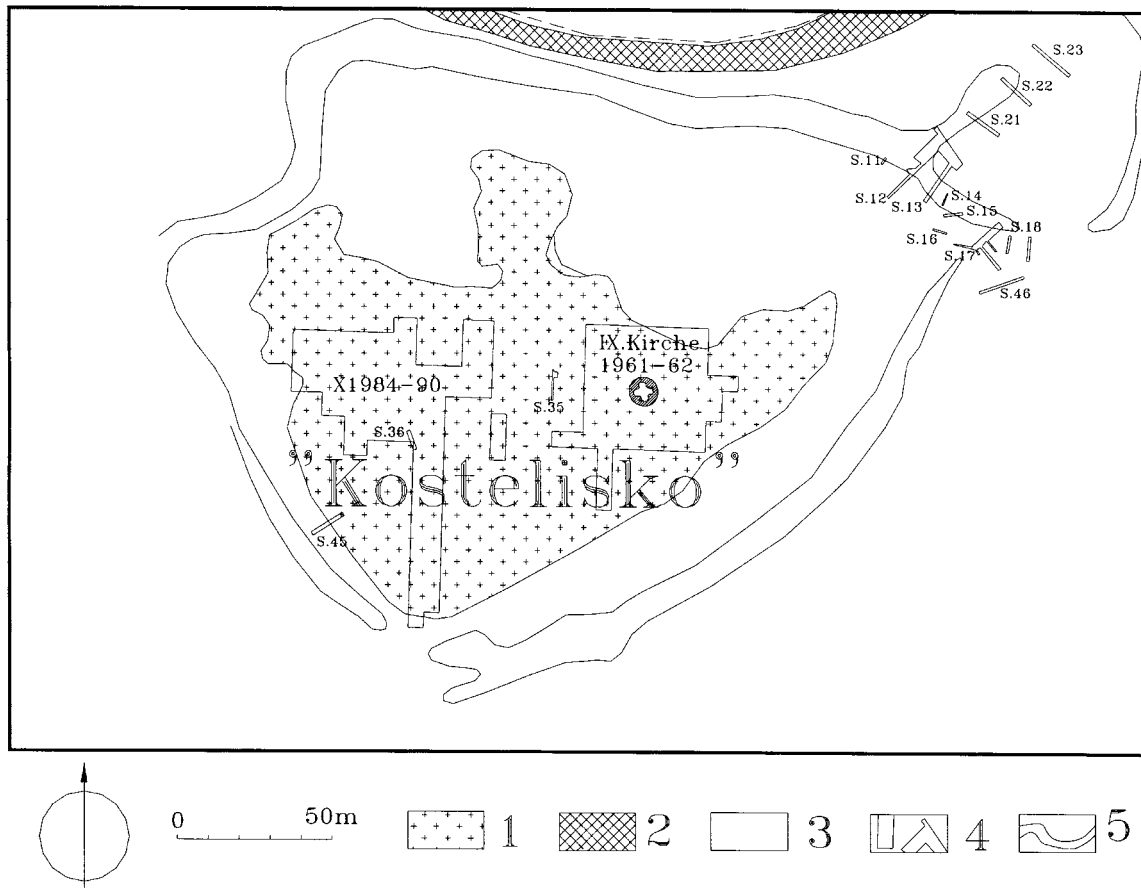 S.23
S.22
S.21
S.11
S.12
S.13
S.14
S.15
S.16
S.17
S.18
S.46
IX.Kirche
1961-62
X1984-90
S.35
S.36
"Kostelisko"
S.45
0 50m
1 2 3 4 5